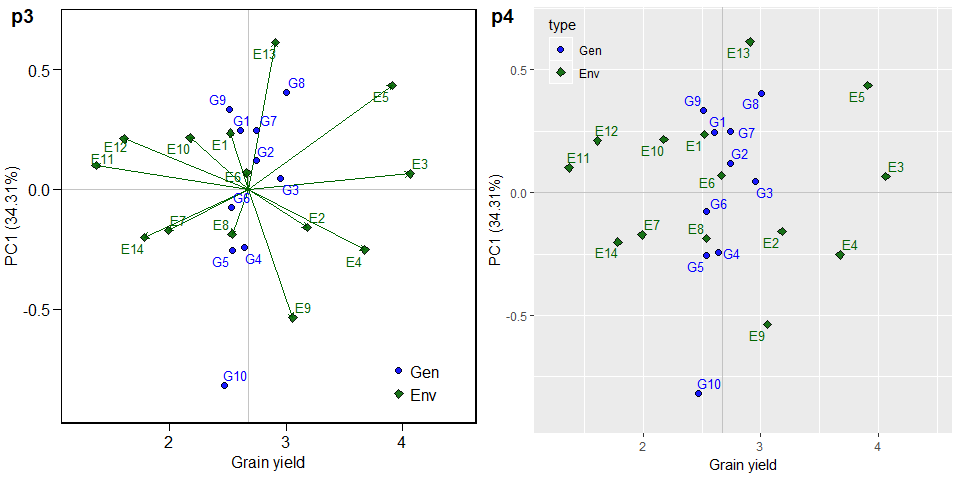 p3
PC1 (34.31%)
0.5
0.0
-0.5
E13
G8
E5
G9
G1
G7
E12
E10
E1
G2
E11
E3
E6
G3
G6
E7
E8
E2
E14
G5
G4
E4
E9
G10
Gen
Env
2
3
4
Grain yield
p4
type
Gen
Env
PC1 (34.31%)
0.5
0.0
-0.5
E13
E5
G8
G9
G1
G7
E12
E10
E1
G2
E11
E3
E6
G3
G6
E7
E8
E2
E4
E14
G4
G5
E9
G10
2
3
4
Grain yield